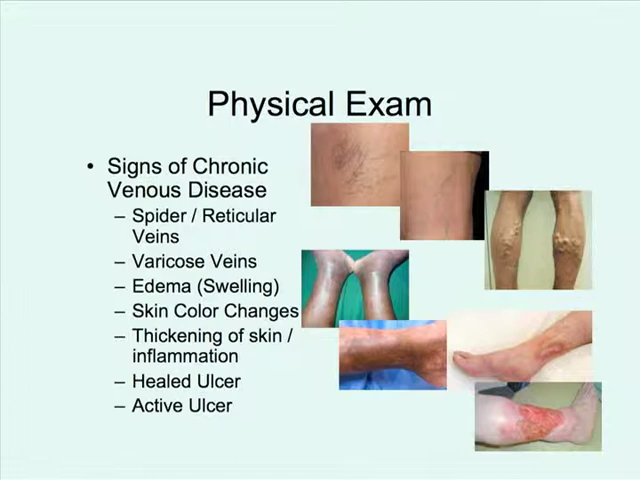 Physical Exam
• Signs of Chronic
Venous Disease
– Spider / Reticular
Veins
– Varicose Veins
– Edema (Swelling)
– Skin Color Changes
– Thickening of skin /
inflammation
– Healed Ulcer
– Active Ulcer